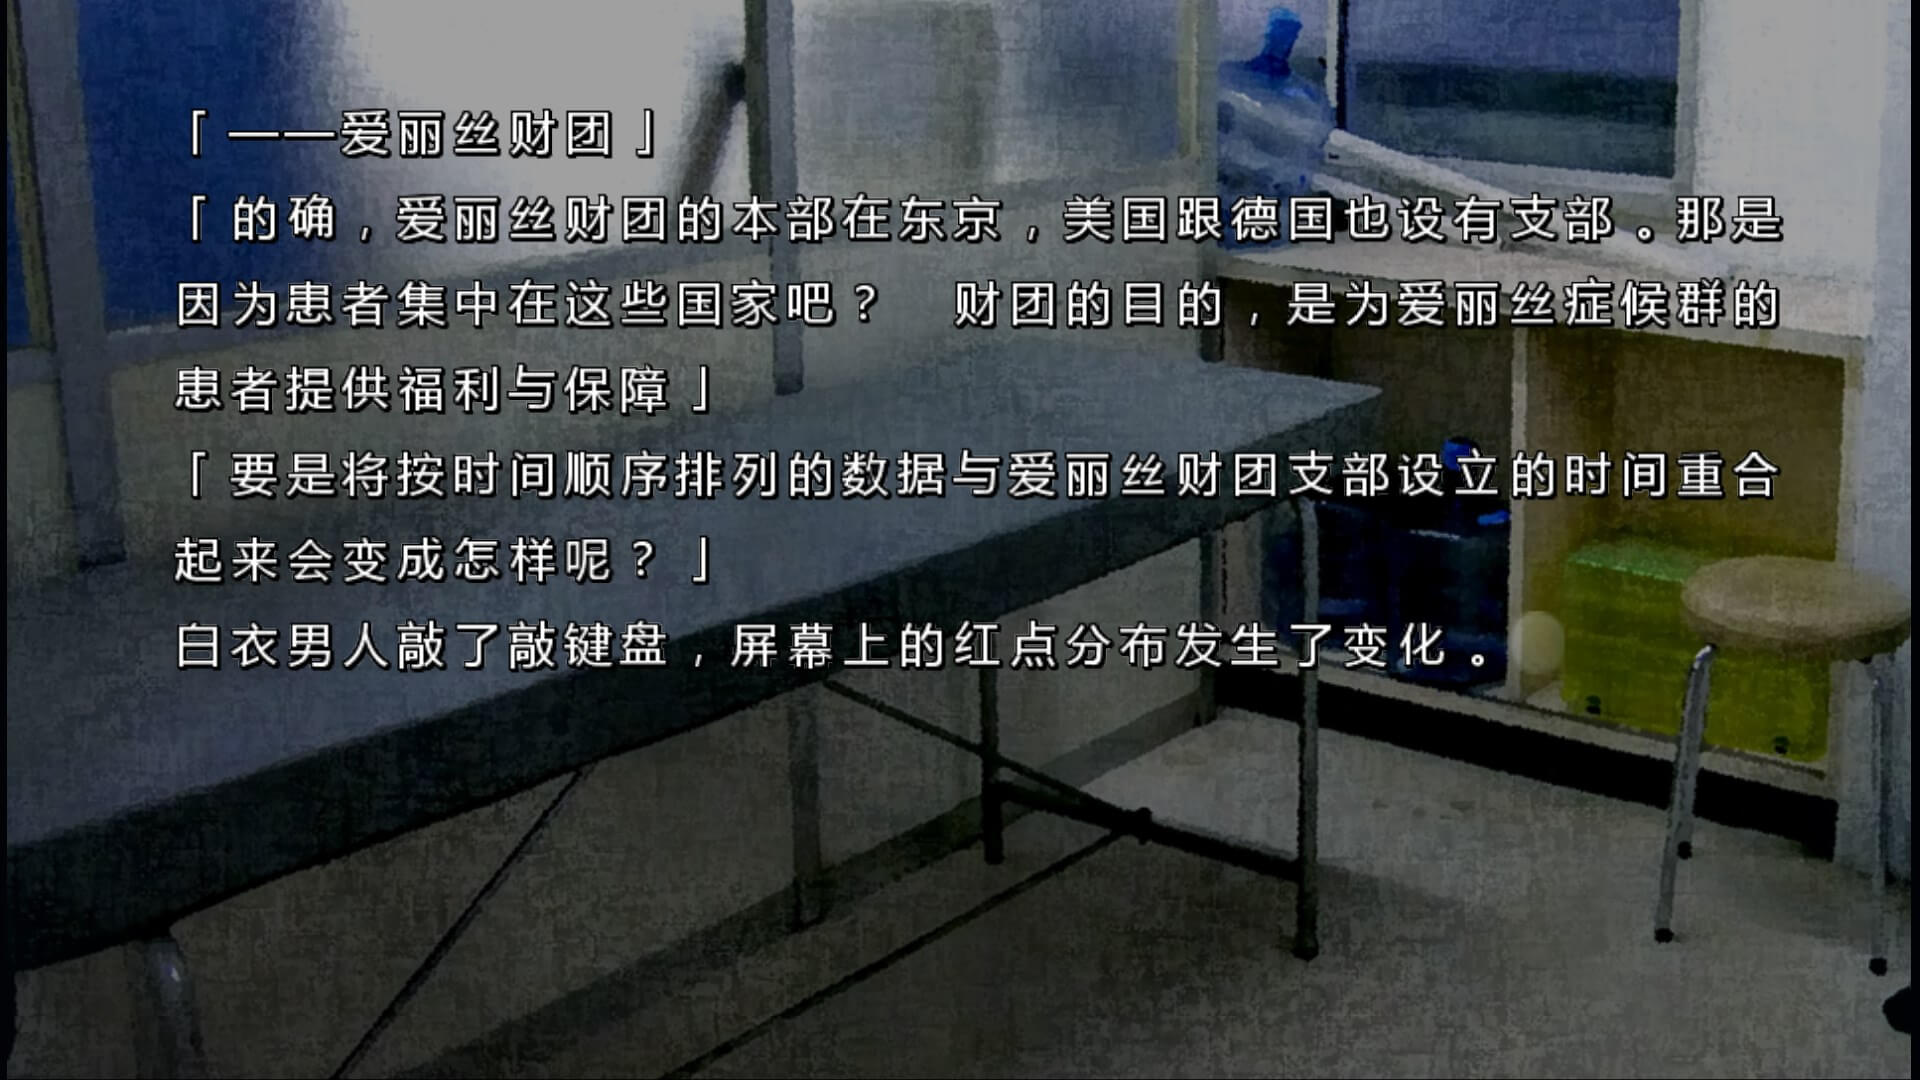 「——爱丽丝财团」
「的确，爱丽丝财团的本部在东京，美国跟德国也设有支部。那是
因为患者集中在这些国家吧？　财团的目的，是为爱丽丝症候群的
患者提供福利与保障」
「要是将按时间顺序排列的数据与爱丽丝财团支部设立的时间重合
起来会变成怎样呢？」
白衣男人敲了敲键盘，屏幕上的红点分布发生了变化。